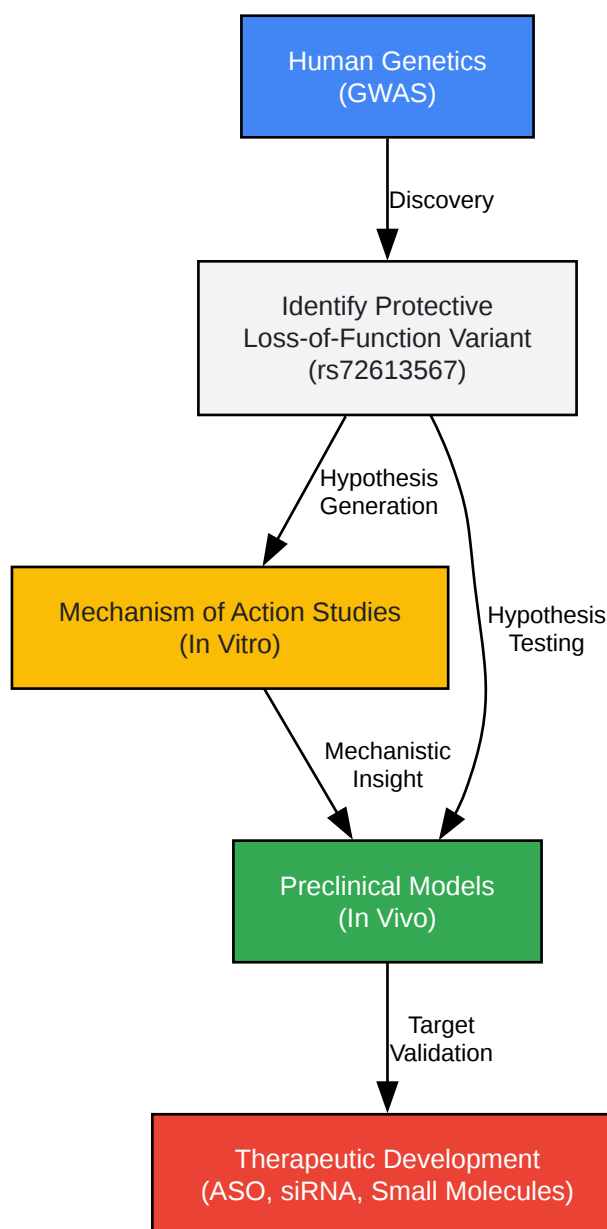 Human Genetics
(GWAS)
Discovery
Identify Protective
Loss-of-Function Variant
(rs72613567)
Hypothesis
Generation
Mechanism of Action Studies
(In Vitro)
Hypothesis
Testing
Mechanistic
Insight
Preclinical Models
(In Vivo)
Target
Validation
Therapeutic Development
(ASO, siRNA, Small Molecules)